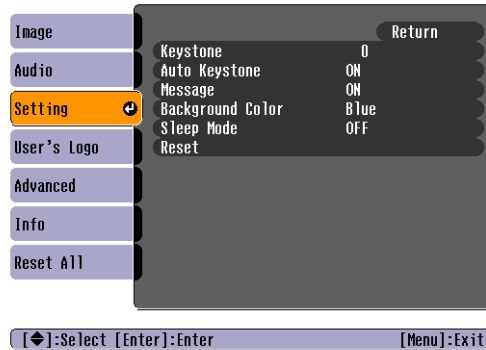 Image
Audio
Setting
User's Logo
Advanced
Info
Reset All
Return
Keystone 0
Auto Keystone ON
Message ON
Background Color Blue
Sleep Mode OFF
Reset
[◆]:Select [Enter]:Enter [Menu]:Exit